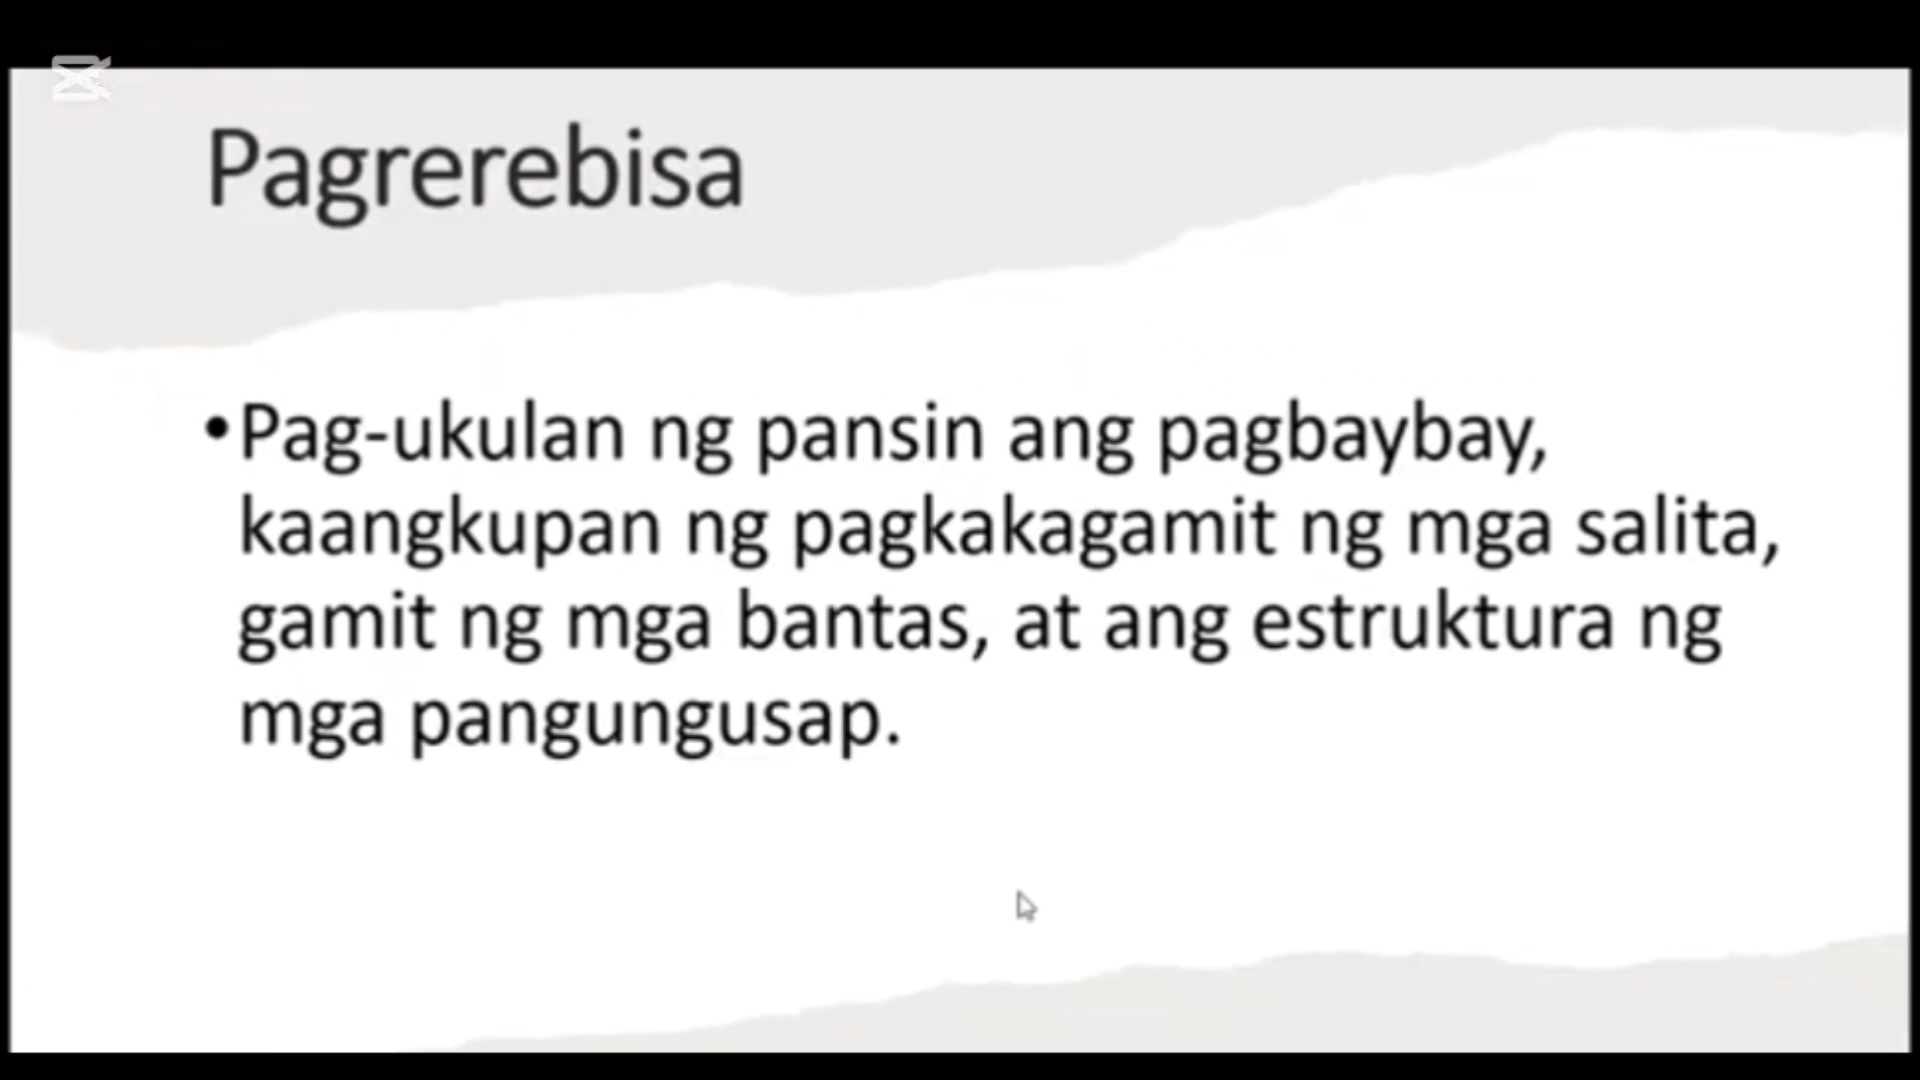 Pagrerebisa
•Pag-ukulan ng pansin ang pagbaybay,
kaangkupan ng pagkakagamit ng mga salita,
gamit ng mga bantas, at ang estruktura ng
mga pangungusap.